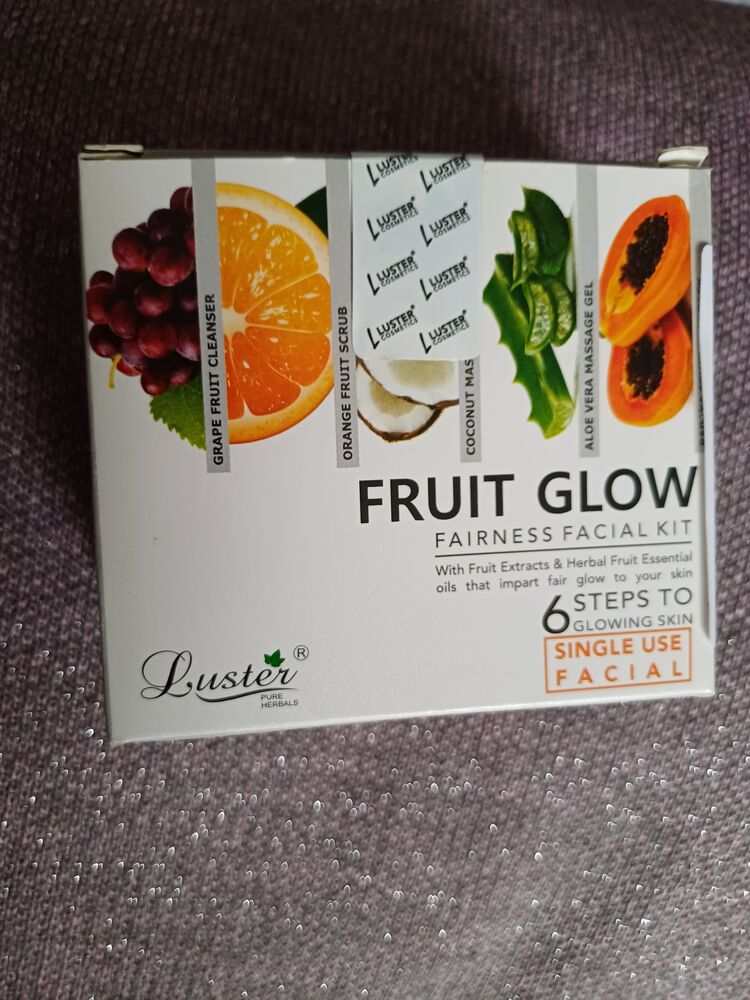 LUSTER
COSMETICS
LUSTER
COSMETICS
LUSTER®
COSMETICS
LUSTER®
COSMETICS
LUSTER®
COSMETICS
LUSTER®
COSMETICS
LUSTER®
COSMETICS
LUSTER®
COSMETICS
GRAPE FRUIT CLEANSER
ORANGE FRUIT SCRUB
COCONUT MAS
ALOE VERA MASSAGE GEL
FRUIT GLOW
FAIRNESS FACIAL KIT
With Fruit Extracts & Herbal Fruit Essential
oils that impart fair glow to your skin
6 STEPS TO
GLOWING SKIN
SINGLE USE
FACIAL
Luster®
PURE
HERBALS